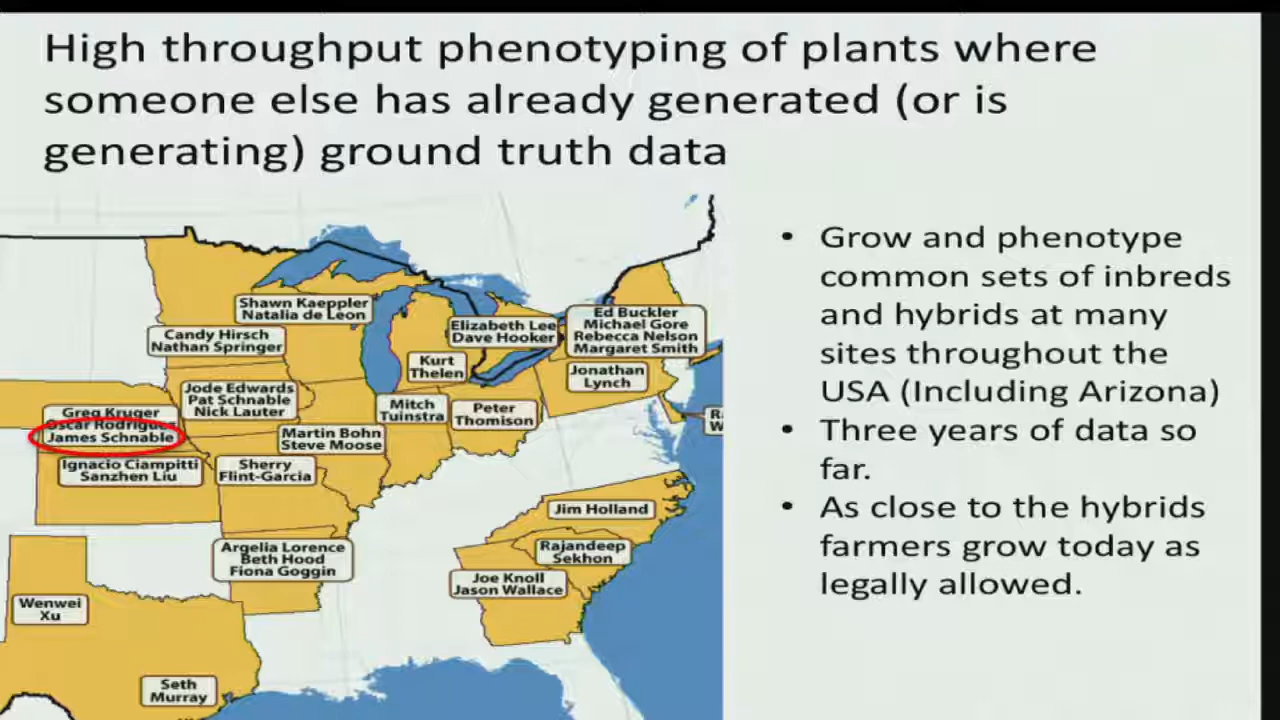 High throughput phenotyping of plants where
someone else has already generated (or is
generating) ground truth data
Shawn Kaeppler
Natalia de Leon
Candy Hirsch
Nathan Springer
Elizabeth Lee
Dave Hooker
Ed Buckler
Michael Gore
Rebecca Nelson
Margaret Smith
Kurt
Thelen
Jonathan
Lynch
Jode Edwards
Pat Schnable
Nick Lauter
Mitch
Tuinstra
Peter
Thomison
Greg Kruger
Oscar Rodrigue
James Schnable
Martin Bohn
Steve Moose
Ignacio Ciampitti
Sanzhen Liu
Sherry
Flint-Garcia
Jim Holland
Argelia Lorence
Beth Hood
Fiona Goggin
Rajandeep
Sekhon
Joe Knoll
Jason Wallace
Wenwei
Xu
Seth
Murray
• Grow and phenotype
common sets of inbreds
and hybrids at many
sites throughout the
USA (Including Arizona)
• Three years of data so
far.
• As close to the hybrids
farmers grow today as
legally allowed.